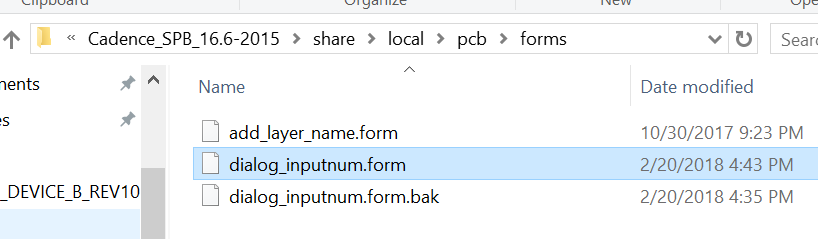 Clipboard Organize New Ope
« Cadence_SPB_16.6-2015 > share > local > pcb > forms Searc
Name Date modified
ments
add_layer_name.form 10/30/2017 9:23 PM
es
dialog_inputnum.form 2/20/2018 4:43 PM
_DEVICE_B_REV10
dialog_inputnum.form.bak 2/20/2018 4:35 PM